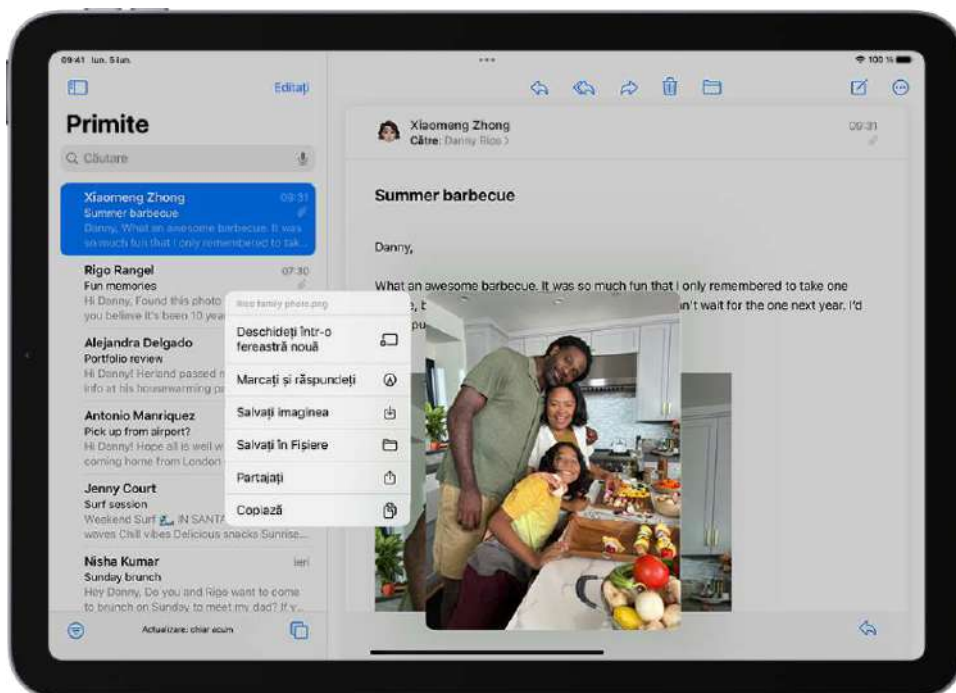 09:41 lun. 5 iun.
100 %
Editați
Primite
Căutare
Xiaomeng Zhong 09:31
Summer barbecue
Danny, What an awesome barbecue. It was
so much fun that I only remembered to tak...
Rigo Rangel 07:30
Fun memories
Hi Danny, Found this photo
you believe it's been 10 yea
Alejandra Delgado
Portfolio review
Hi Danny! Herland passed
info at his housewarming pa
Antonio Manriquez
Pick up from airport?
Hi Danny! Hope all is well w
coming home from London
Jenny Court
Surf session
Weekend Surf IN SANTA
waves Chill vibes Delicious snacks Sunrise...
Nisha Kumar Ieri
Sunday brunch
Hey Danny, Do you and Rigo want to come
to brunch on Sunday to meet my dad? If y...
Actualizare: chiar acum
Rico family photo.png
Deschideți într-o
fereastră nouă
Marcați și răspundeți
Salvați imaginea
Salvați în Fișiere
Partajați
Copiază
Xiaomeng Zhong 09:31
Către: Danny Rico
Summer barbecue
Danny,
What an awesome barbecue. It was so much fun that I only remembered to take one
n't wait for the one next year. I'd
pu